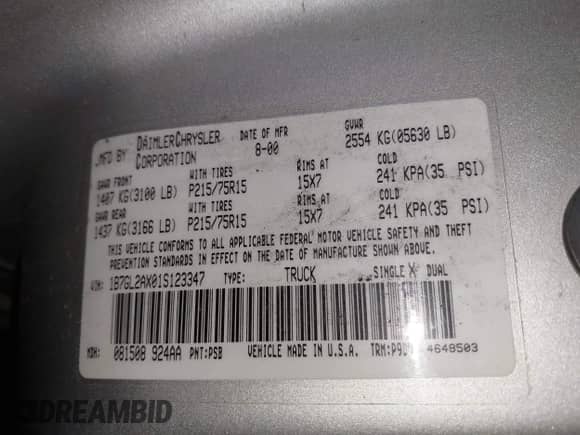 MFD BY DAIMLERCHRYSLER CORPORATION DATE OF MFR 8-00 GVWR 2554 KG(05630 LB)
GAWR FRONT WITH TIRES RIMS AT COLD
1407 KG(3100 LB) P215/75R15 15X7 241 KPA(35 PSI)
GAWR REAR WITH TIRES RIMS AT COLD
1437 KG(3166 LB) P215/75R15 15X7 241 KPA(35 PSI)
THIS VEHICLE CONFORMS TO ALL APPLICABLE FEDERAL MOTOR VEHICLE SAFETY AND THEFT
PREVENTION STANDARDS IN EFFECT ON THE DATE OF MANUFACTURE SHOWN ABOVE.
VIN: 1B7GL2AX01S123347 TYPE: TRUCK SINGLE X DUAL
MDH: 081508 924AA PNT:PSB VEHICLE MADE IN U.S.A. 4648503
DREAMBID